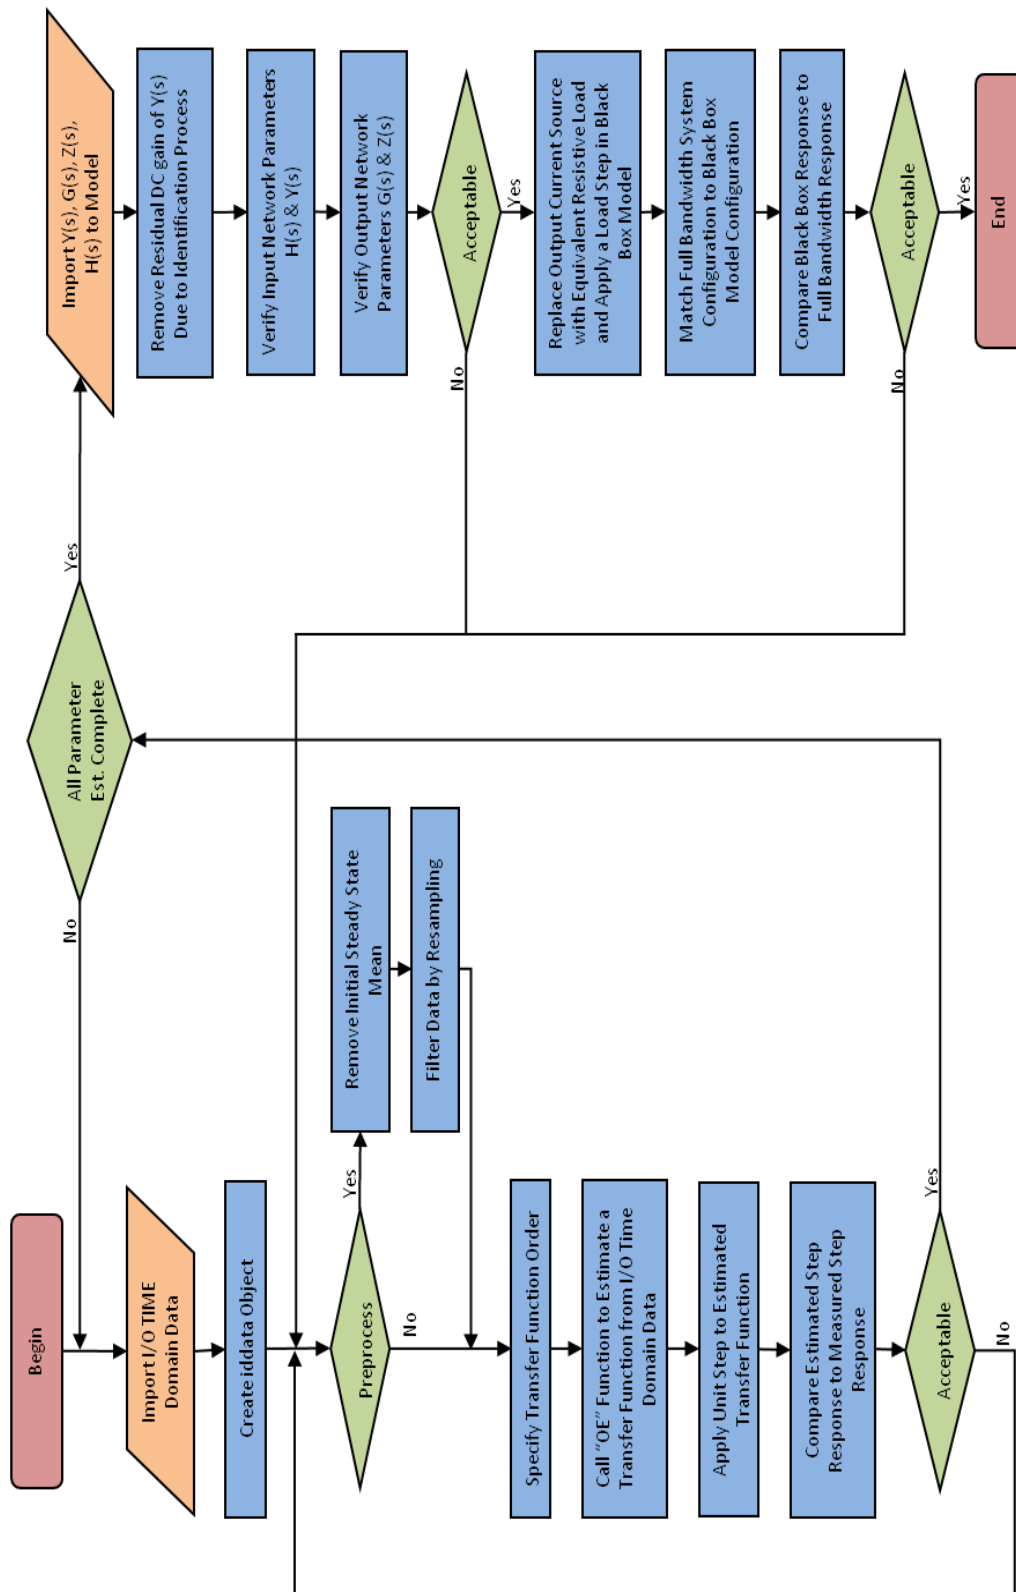 Begin
Import I/O TIME
Domain Data
Create iddata Object
Preprocess
Yes
No
Remove Initial Steady State
Mean
Filter Data by Resampling
Specify Transfer Function Order
Call "OE" Function to Estimate a
Transfer Function from I/O Time
Domain Data
Apply Unit Step to Estimated
Transfer Function
Compare Estimated Step
Response to Measured Step
Response
Acceptable
Yes
No
All Parameter
Est. Complete
No
Yes
Import Y(s), G(s), Z(s),
H(s) to Model
Remove Residual DC gain of Y(s)
Due to Identification Process
Verify Input Network Parameters
H(s) & Y(s)
Verify Output Network
Parameters G(s) & Z(s)
Acceptable
No
Yes
Replace Output Current Source
with Equivalent Resistive Load
and Apply a Load Step in Black
Box Model
Match Full Bandwidth System
Configuration to Black Box
Model Configuration
Compare Black Box Response to
Full Bandwidth Response
Acceptable
No
Yes
End